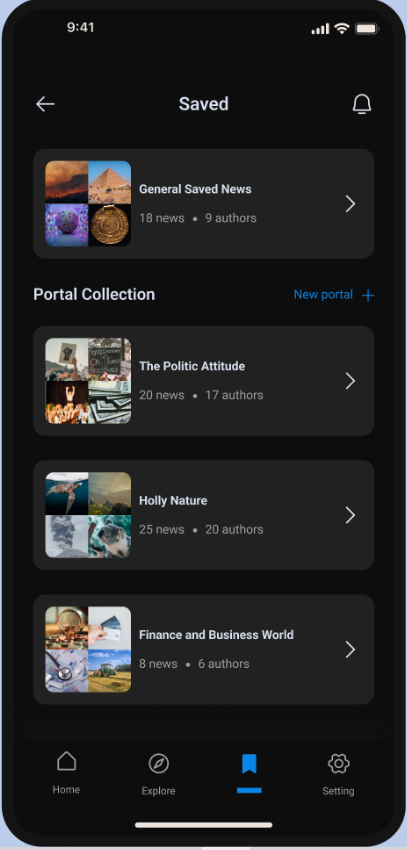 9:41
Saved
General Saved News
18 news • 9 authors
Portal Collection
New portal +
The Politic Attitude
20 news • 17 authors
Holly Nature
25 news • 20 authors
Finance and Business World
8 news • 6 authors
Home
Explore
Setting